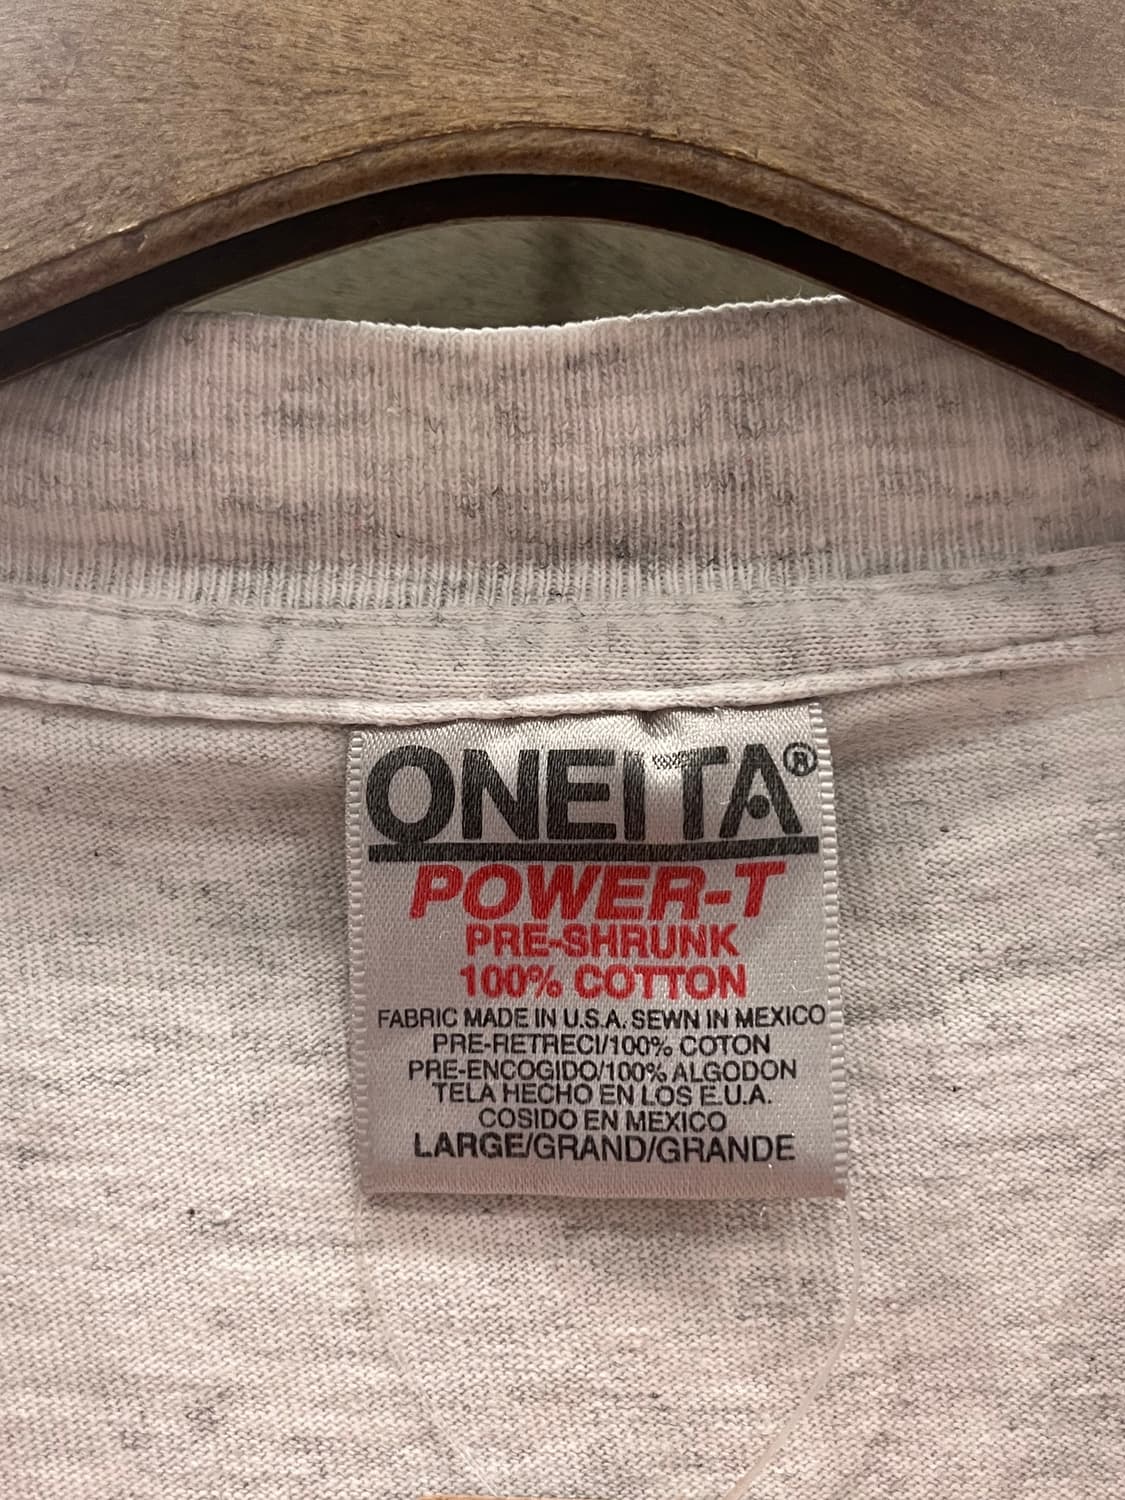 ONEITA®
POWER-T
PRE-SHRUNK
100% COTTON
FABRIC MADE IN U.S.A. SEWN IN MEXICO
PRE-RETRECI/100% COTON
PRE-ENCOGIDO/100% ALGODON
TELA HECHO EN LOS E.U.A.
COSIDO EN MEXICO
LARGE/GRAND/GRANDE